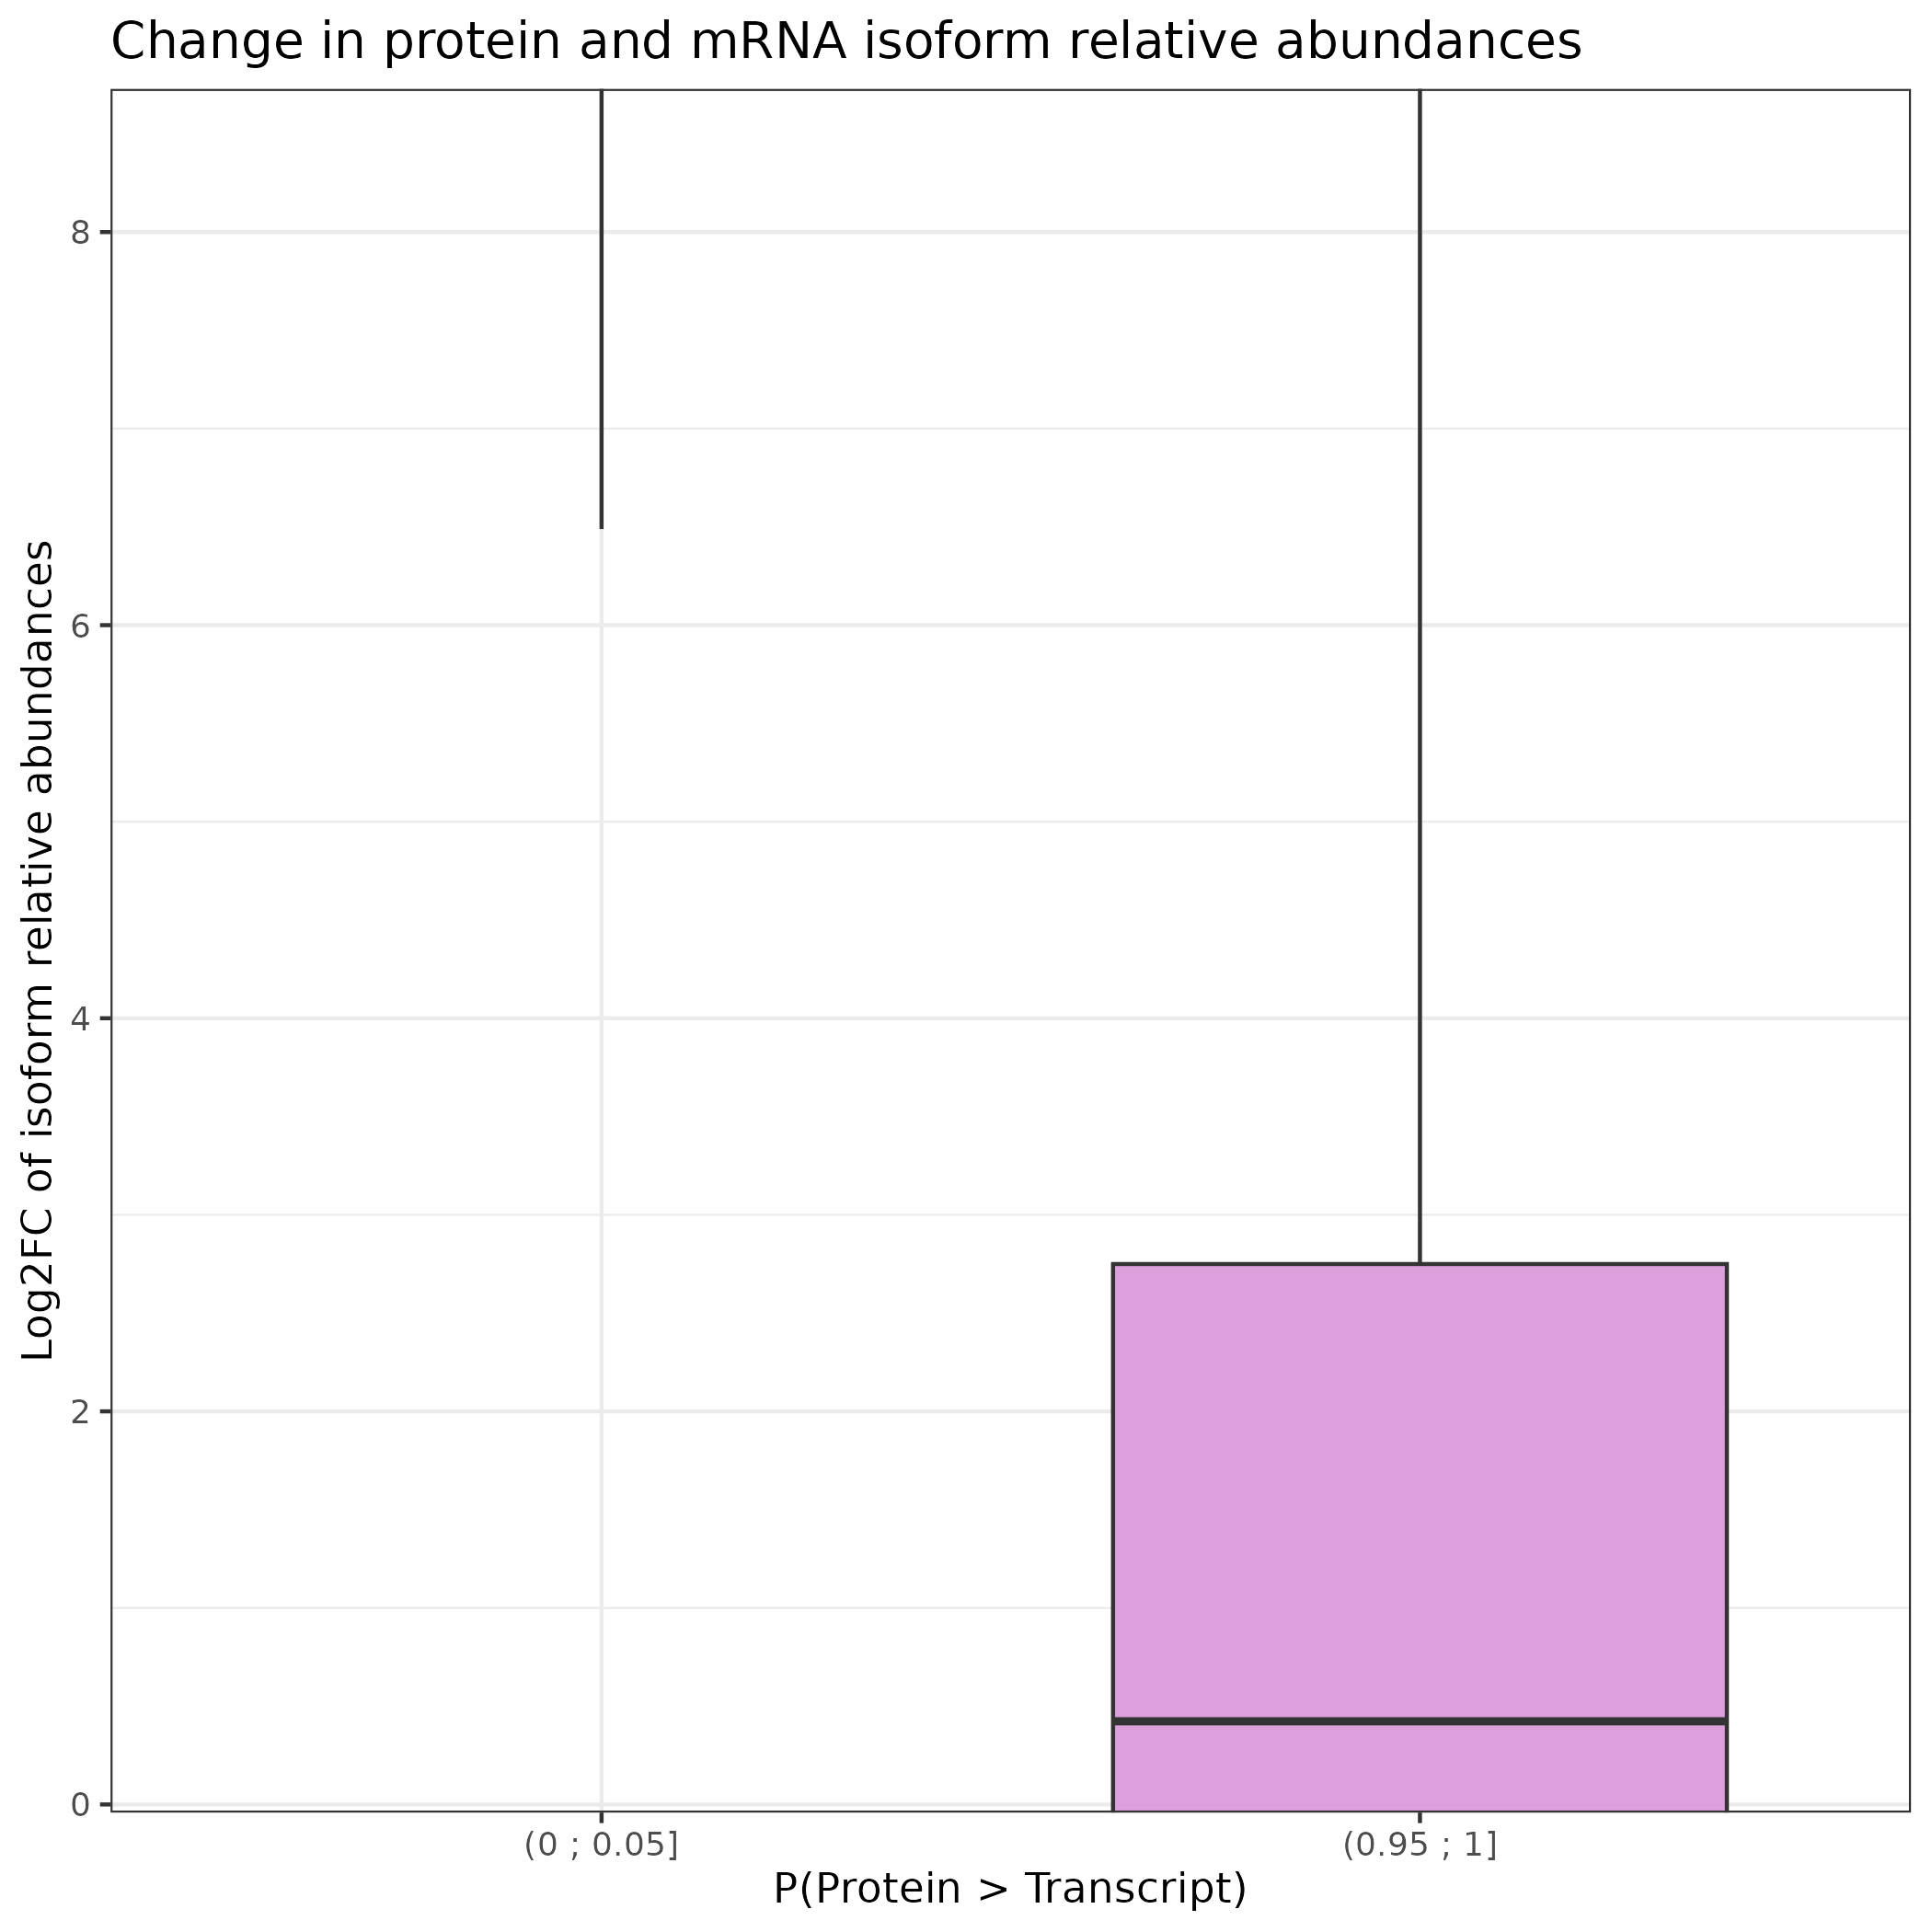 Change in protein and mRNA isoform relative abundances
Log2FC of isoform relative abundances
8
6
4
2
0
(0 ; 0.05]
(0.95 ; 1]
P(Protein > Transcript)